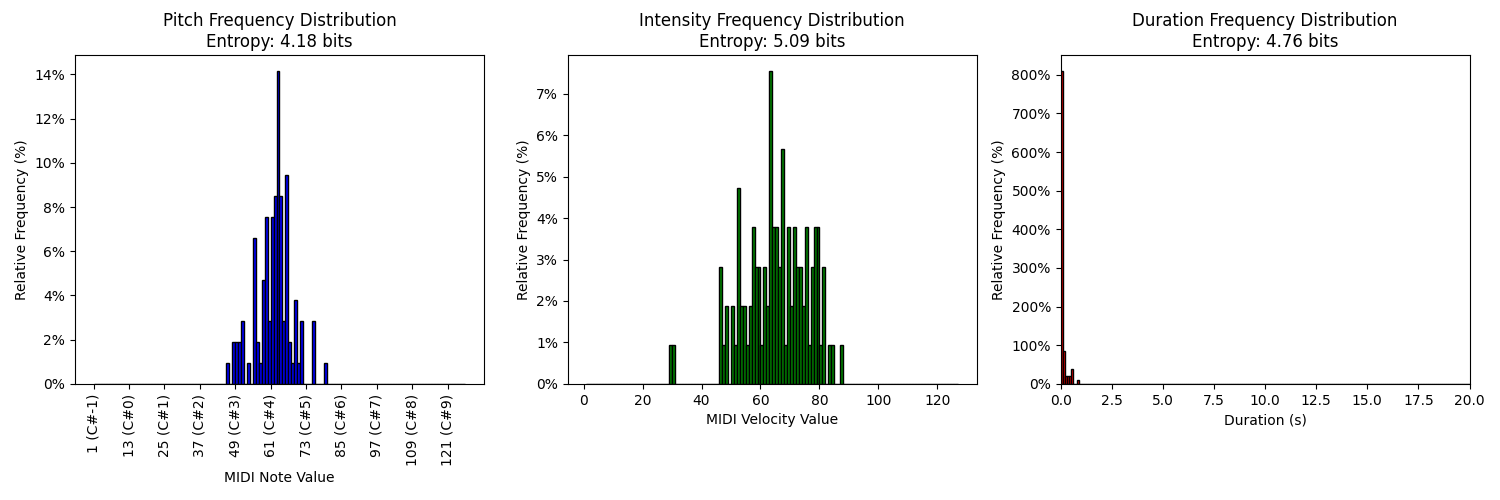 Pitch Frequency Distribution
Entropy: 4.18 bits
Relative Frequency (%)
14%
12%
10%
8%
6%
4%
2%
0%
1 (C#-1)
13 (C#0)
25 (C#1)
37 (C#2)
49 (C#3)
61 (C#4)
73 (C#5)
85 (C#6)
97 (C#7)
109 (C#8)
121 (C#9)
MIDI Note Value
Intensity Frequency Distribution
Entropy: 5.09 bits
Relative Frequency (%)
7%
6%
5%
4%
3%
2%
1%
0%
0 20 40 60 80 100 120
MIDI Velocity Value
Duration Frequency Distribution
Entropy: 4.76 bits
Relative Frequency (%)
800%
700%
600%
500%
400%
300%
200%
100%
0%
0.0 2.5 5.0 7.5 10.0 12.5 15.0 17.5 20.0
Duration (s)